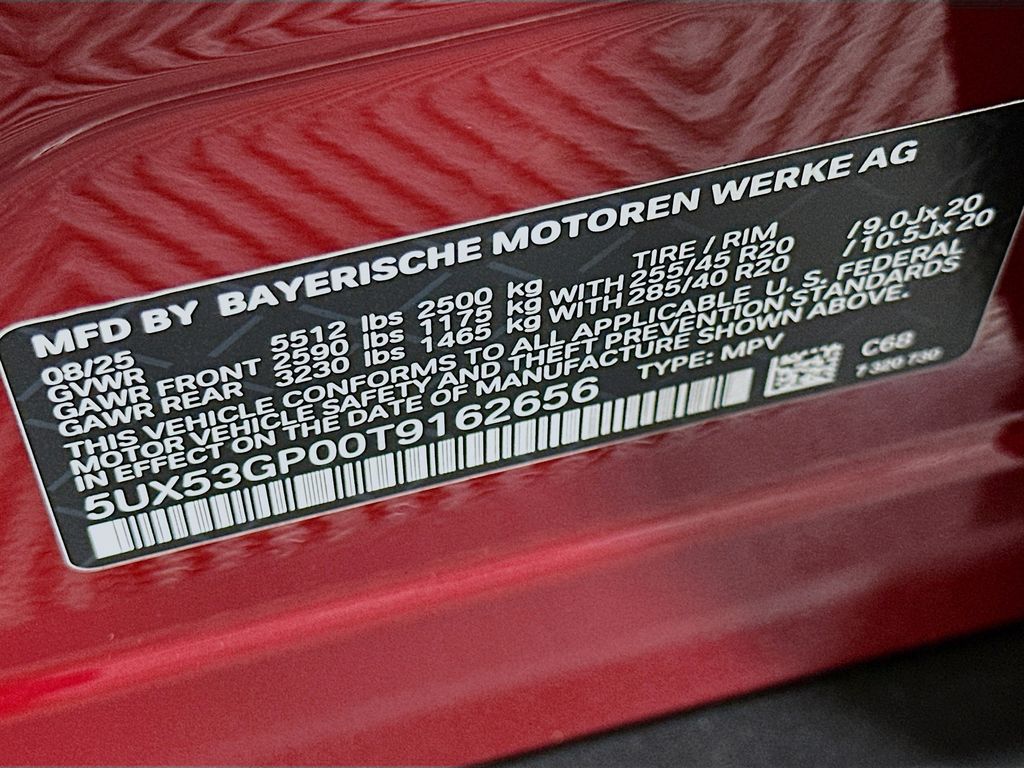 MFD BY BAYERISCHE MOTOREN WERKE AG
08/25 TIRE / RIM
GVWR 5512 lbs 2500 kg
GAWR FRONT 2590 lbs 1175 kg WITH 255/45 R20 /9.0Jx 20
GAWR REAR 3230 lbs 1465 kg WITH 285/40 R20 /10.5Jx 20
THIS VEHICLE CONFORMS TO ALL APPLICABLE U. S. FEDERAL
MOTOR VEHICLE SAFETY AND THEFT PREVENTION STANDARDS
IN EFFECT ON THE DATE OF MANUFACTURE SHOWN ABOVE.
5UX53GP00T9162656 TYPE: MPV C68
7 320 730